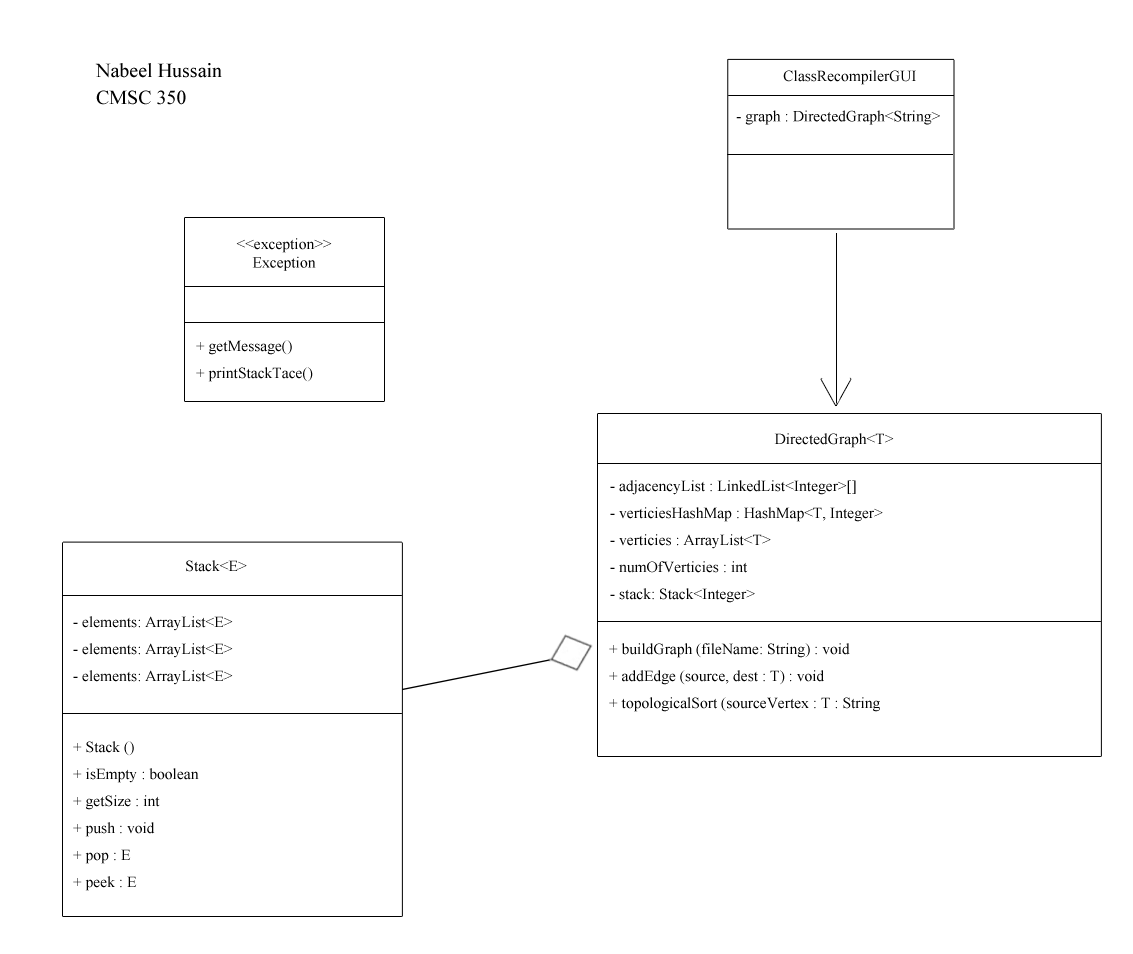 Nabeel Hussain
CMSC 350
ClassRecompilerGUI
- graph : DirectedGraph<String>
<<exception>>
Exception
+ getMessage()
+ printStackTace()
DirectedGraph<T>
- adjacencyList : LinkedList<Integer>[]
- verticiesHashMap : HashMap<T, Integer>
- verticies : ArrayList<T>
- numOfVerticies : int
- stack: Stack<Integer>
+ buildGraph (fileName: String) : void
+ addEdge (source, dest : T) : void
+ topologicalSort (sourceVertex : T : String
Stack<E>
- elements: ArrayList<E>
- elements: ArrayList<E>
- elements: ArrayList<E>
+ Stack ()
+ isEmpty : boolean
+ getSize : int
+ push : void
+ pop : E
+ peek : E